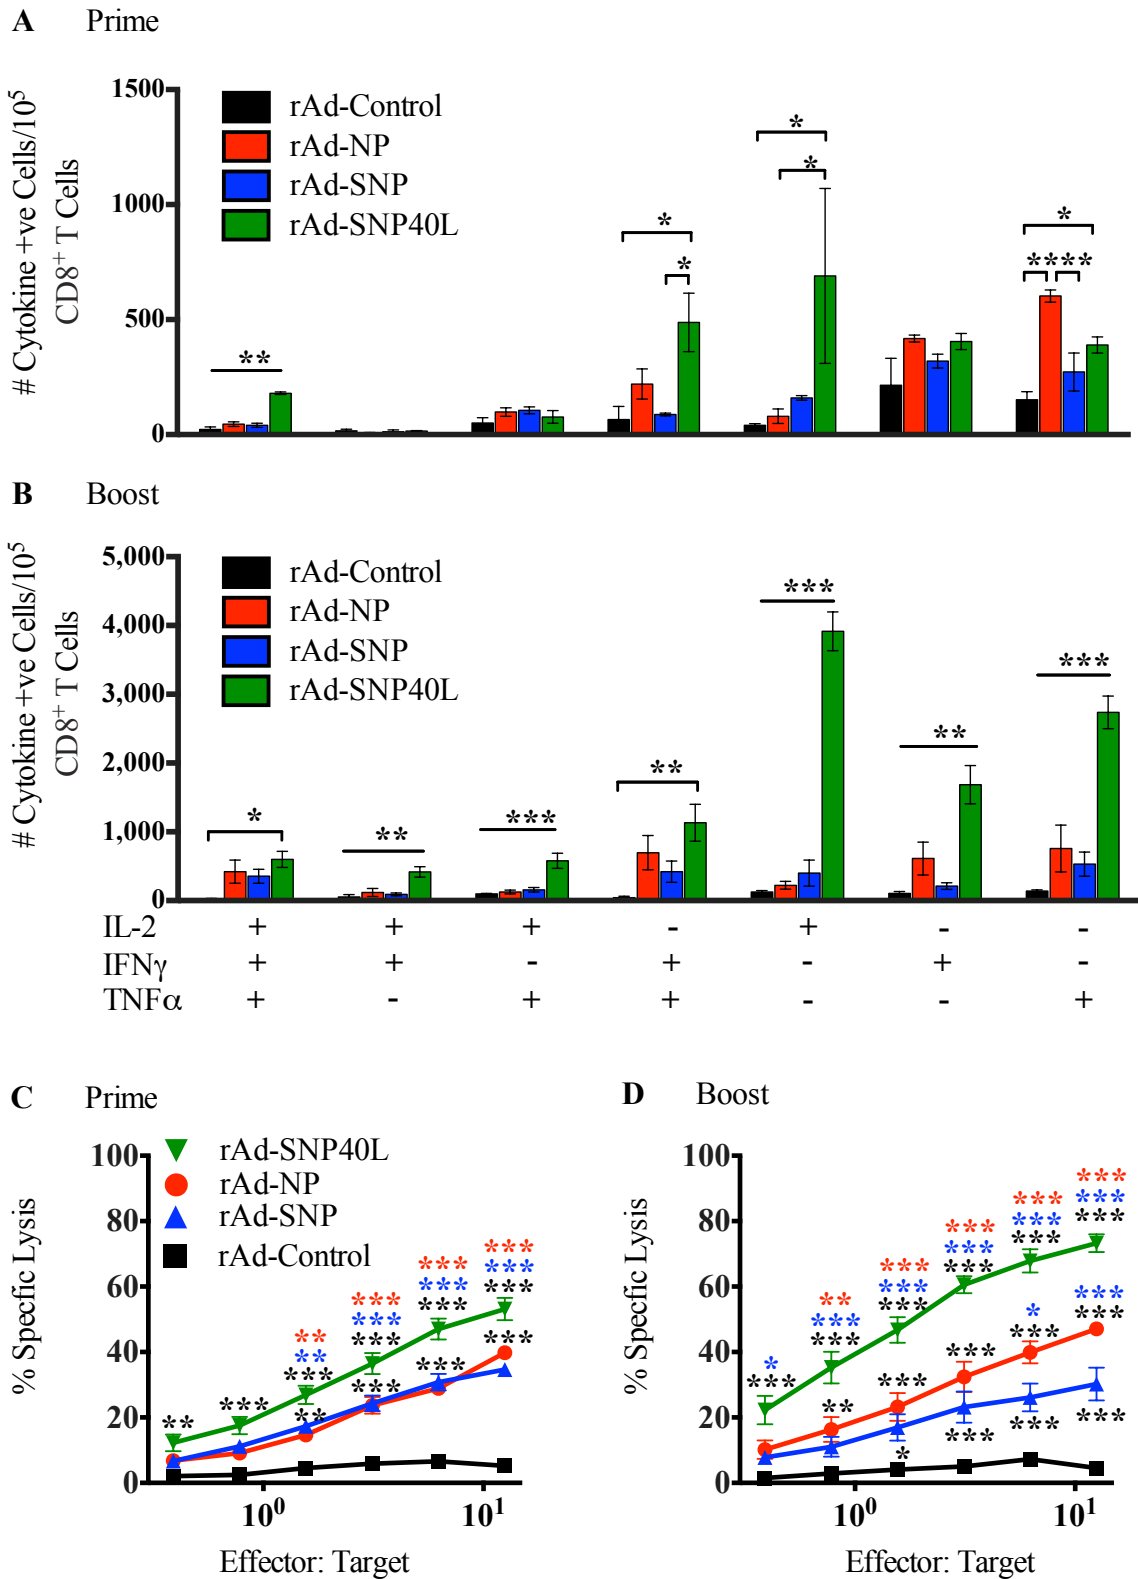 A Prime
# Cytokine +ve Cells/10⁵
CD8⁺ T Cells
1500
1000
500
0
rAd-Control
rAd-NP
rAd-SNP
rAd-SNP40L
**
*
*
*
*
*
****
B Boost
# Cytokine +ve Cells/10⁵
CD8⁺ T Cells
5,000
4,000
3,000
2,000
1,000
0
rAd-Control
rAd-NP
rAd-SNP
rAd-SNP40L
*
**
***
**
***
**
***
IL-2 + + + - + - -
IFNγ + + - + - + -
TNFα + - + + - - +
C Prime
% Specfic Lysis
100
80
60
40
20
0
rAd-SNP40L
rAd-NP
rAd-SNP
rAd-Control
** *** ** ** *** ** *** *** *** *** *** *** *** *** *** *** *** ***
10⁰ 10¹
Effector: Target
D Boost
% Specfic Lysis
100
80
60
40
20
0
* *** ** *** *** ** *** *** *** *** * *** *** *** *** *** *** *** *** * *** *** *** *** *** *** *** ***
10⁰ 10¹
Effector: Target